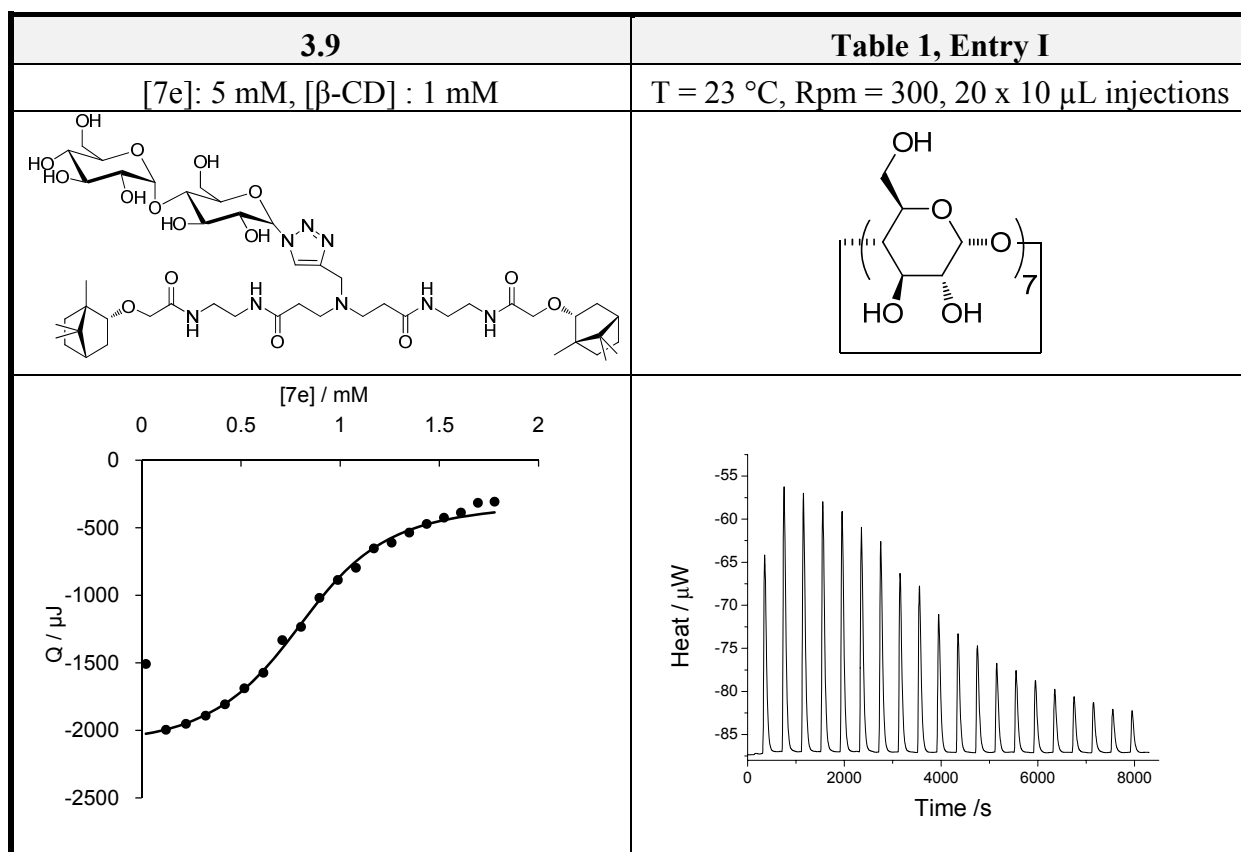 3.9
Table 1, Entry I
[7e]: 5 mM, [β-CD] : 1 mM
T = 23 °C, Rpm = 300, 20 x 10 µL injections
OH
HO
HO
O
OH
O
OH
O
HO
OH
N
N
N
O
O
N
H
H
N
O
N
O
H
N
N
H
O
O
HO
O
O
7
HO
OH
[7e] / mM
0 0.5 1 1.5 2
0
-500
-1000
-1500
-2000
-2500
Q / µJ
-55
-60
-65
-70
-75
-80
-85
Heat / µW
0 2000 4000 6000 8000
Time /s